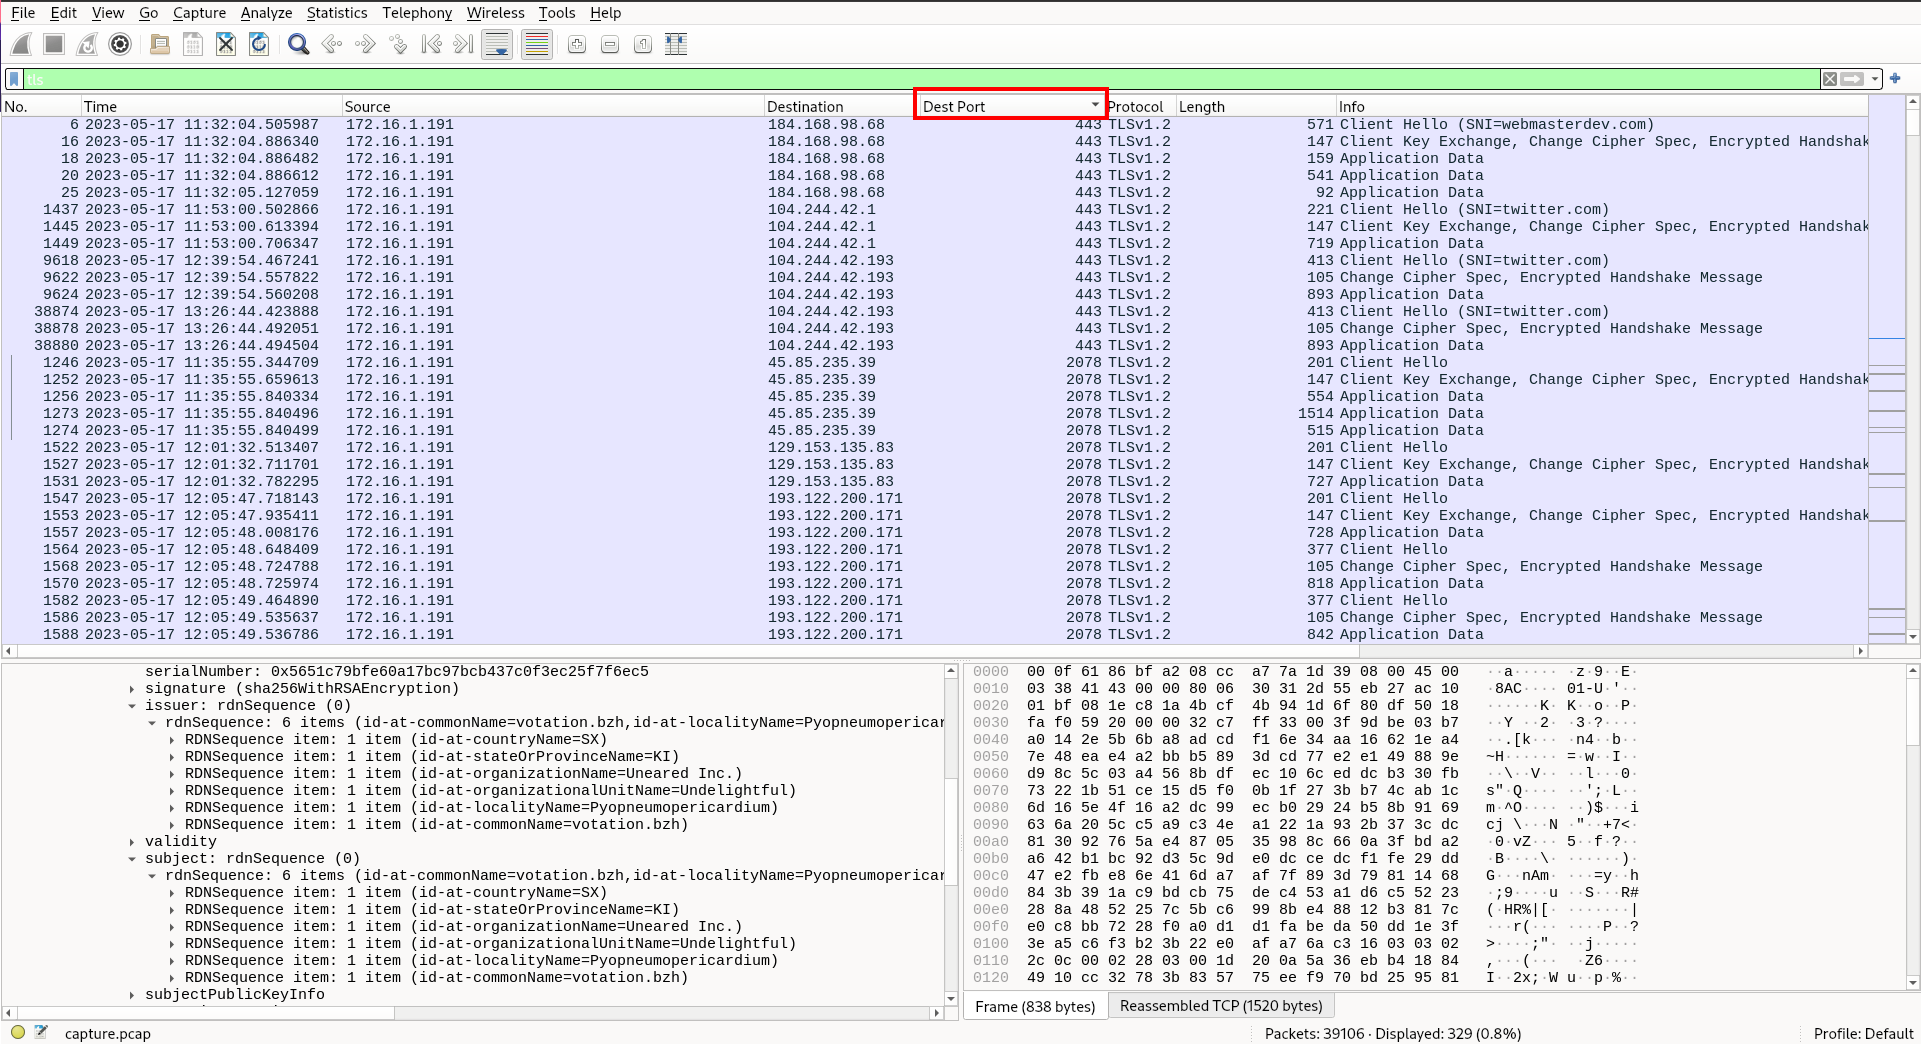 File Edit View Go Capture Analyze Statistics Telephony Wireless Tools Help
tls
No. Time Source Destination Dest Port Protocol Length Info
6 2023-05-17 11:32:04.505987 172.16.1.191 184.168.98.68 443 TLSv1.2 571 Client Hello (SNI=webmasterdev.com)
16 2023-05-17 11:32:04.886340 172.16.1.191 184.168.98.68 443 TLSv1.2 147 Client Key Exchange, Change Cipher Spec, Encrypted Handshak
18 2023-05-17 11:32:04.886482 172.16.1.191 184.168.98.68 443 TLSv1.2 159 Application Data
20 2023-05-17 11:32:04.886612 172.16.1.191 184.168.98.68 443 TLSv1.2 541 Application Data
25 2023-05-17 11:32:05.127059 172.16.1.191 184.168.98.68 443 TLSv1.2 92 Application Data
1437 2023-05-17 11:53:00.502866 172.16.1.191 104.244.42.1 443 TLSv1.2 221 Client Hello (SNI=twitter.com)
1445 2023-05-17 11:53:00.613394 172.16.1.191 104.244.42.1 443 TLSv1.2 147 Client Key Exchange, Change Cipher Spec, Encrypted Handshak
1449 2023-05-17 11:53:00.706347 172.16.1.191 104.244.42.1 443 TLSv1.2 719 Application Data
9618 2023-05-17 12:39:54.467241 172.16.1.191 104.244.42.193 443 TLSv1.2 413 Client Hello (SNI=twitter.com)
9622 2023-05-17 12:39:54.557822 172.16.1.191 104.244.42.193 443 TLSv1.2 105 Change Cipher Spec, Encrypted Handshake Message
9624 2023-05-17 12:39:54.560208 172.16.1.191 104.244.42.193 443 TLSv1.2 893 Application Data
38874 2023-05-17 13:26:44.423888 172.16.1.191 104.244.42.193 443 TLSv1.2 413 Client Hello (SNI=twitter.com)
38878 2023-05-17 13:26:44.492051 172.16.1.191 104.244.42.193 443 TLSv1.2 105 Change Cipher Spec, Encrypted Handshake Message
38880 2023-05-17 13:26:44.494504 172.16.1.191 104.244.42.193 443 TLSv1.2 893 Application Data
1246 2023-05-17 11:35:55.344709 172.16.1.191 45.85.235.39 2078 TLSv1.2 201 Client Hello
1252 2023-05-17 11:35:55.659613 172.16.1.191 45.85.235.39 2078 TLSv1.2 147 Client Key Exchange, Change Cipher Spec, Encrypted Handshak
1256 2023-05-17 11:35:55.840334 172.16.1.191 45.85.235.39 2078 TLSv1.2 554 Application Data
1273 2023-05-17 11:35:55.840496 172.16.1.191 45.85.235.39 2078 TLSv1.2 1514 Application Data
1274 2023-05-17 11:35:55.840499 172.16.1.191 45.85.235.39 2078 TLSv1.2 515 Application Data
1522 2023-05-17 12:01:32.513407 172.16.1.191 129.153.135.83 2078 TLSv1.2 201 Client Hello
1527 2023-05-17 12:01:32.711701 172.16.1.191 129.153.135.83 2078 TLSv1.2 147 Client Key Exchange, Change Cipher Spec, Encrypted Handshak
1531 2023-05-17 12:01:32.782295 172.16.1.191 129.153.135.83 2078 TLSv1.2 727 Application Data
1547 2023-05-17 12:05:47.718143 172.16.1.191 193.122.200.171 2078 TLSv1.2 201 Client Hello
1553 2023-05-17 12:05:47.935411 172.16.1.191 193.122.200.171 2078 TLSv1.2 147 Client Key Exchange, Change Cipher Spec, Encrypted Handshak
1557 2023-05-17 12:05:48.008176 172.16.1.191 193.122.200.171 2078 TLSv1.2 728 Application Data
1564 2023-05-17 12:05:48.648409 172.16.1.191 193.122.200.171 2078 TLSv1.2 377 Client Hello
1568 2023-05-17 12:05:48.724788 172.16.1.191 193.122.200.171 2078 TLSv1.2 105 Change Cipher Spec, Encrypted Handshake Message
1570 2023-05-17 12:05:48.725974 172.16.1.191 193.122.200.171 2078 TLSv1.2 818 Application Data
1582 2023-05-17 12:05:49.464890 172.16.1.191 193.122.200.171 2078 TLSv1.2 377 Client Hello
1586 2023-05-17 12:05:49.535637 172.16.1.191 193.122.200.171 2078 TLSv1.2 105 Change Cipher Spec, Encrypted Handshake Message
1588 2023-05-17 12:05:49.536786 172.16.1.191 193.122.200.171 2078 TLSv1.2 842 Application Data
serialNumber: 0x5651c79bfe60a17bc97bcb437c0f3ec25f7f6ec5
signature (sha256WithRSAEncryption)
issuer: rdnSequence (0)
rdnSequence: 6 items (id-at-commonName=votation.bzh,id-at-localityName=Pyopneumopericar
RDNSequence item: 1 item (id-at-countryName=SX)
RDNSequence item: 1 item (id-at-stateOrProvinceName=KI)
RDNSequence item: 1 item (id-at-organizationName=Uneared Inc.)
RDNSequence item: 1 item (id-at-organizationalUnitName=Undelightful)
RDNSequence item: 1 item (id-at-localityName=Pyopneumopericardium)
RDNSequence item: 1 item (id-at-commonName=votation.bzh)
validity
subject: rdnSequence (0)
rdnSequence: 6 items (id-at-commonName=votation.bzh,id-at-localityName=Pyopneumopericar
RDNSequence item: 1 item (id-at-countryName=SX)
RDNSequence item: 1 item (id-at-stateOrProvinceName=KI)
RDNSequence item: 1 item (id-at-organizationName=Uneared Inc.)
RDNSequence item: 1 item (id-at-organizationalUnitName=Undelightful)
RDNSequence item: 1 item (id-at-localityName=Pyopneumopericardium)
RDNSequence item: 1 item (id-at-commonName=votation.bzh)
subjectPublicKeyInfo
0000 00 0f 61 86 bf a2 08 cc a7 7a 1d 39 08 00 45 00 ··a····· ·z·9··E·
0010 03 38 41 43 00 00 80 06 30 31 2d 55 eb 27 ac 10 ·8AC···· 01-U·'··
0020 01 bf 08 1e c8 1a 4b cf 4b 94 1d 6f 80 df 50 18 ······K· K··o··P·
0030 fa f0 59 20 00 00 32 c7 ff 33 00 3f 9d be 03 b7 ··Y ··2· ·3·?····
0040 a0 14 2e 5b 6b a8 ad cd f1 6e 34 aa 16 62 1e a4 ··.[k··· ·n4··b··
0050 7e 48 ea e4 a2 bb b5 89 3d cd 77 e2 e1 49 88 9e ~H······ =·w··I··
0060 d9 8c 5c 03 a4 56 8b df ec 10 6c ed dc b3 30 fb ··\··V·· ··l···0·
0070 73 22 1b 51 ce 15 d5 f0 0b 1f 27 3b b7 4c ab 1c s"·Q···· ··';·L··
0080 6d 16 5e 4f 16 a2 dc 99 ec b0 29 24 b5 8b 91 69 m·^O···· ··)$···i
0090 63 6a 20 5c c5 a9 c3 4e a1 22 1a 93 2b 37 3c dc cj \···N ·"··+7<·
00a0 81 30 92 76 5a e4 87 05 35 98 8c 66 0a 3f bd a2 ·0·vZ··· 5··f·?··
00b0 a6 42 b1 bc 92 d3 5c 9d e0 dc ce dc f1 fe 29 dd ·B····\· ······)·
00c0 47 e2 fb e8 6e 41 6d a7 af 7f 89 3d 79 81 14 68 G···nAm· ···=y··h
00d0 84 3b 39 1a c9 bd cb 75 de c4 53 a1 d6 c5 52 23 ·;9····u ··S···R#
00e0 28 8a 48 52 25 7c 5b c6 99 8b e4 88 12 b3 81 7c (·HR%|[· ·······|
00f0 e0 c8 bb 72 28 f0 a0 d1 d1 fa be da 50 dd 1e 3f ···r(··· ····P··?
0100 3e a5 c6 f3 b2 3b 22 e0 af a7 6a c3 16 03 03 02 >····;"· ··j·····
0110 2c 0c 00 02 28 03 00 1d 20 0a 5a 36 eb b4 18 84 ,···(··· ·Z6····
0120 49 10 cc 32 78 3b 83 57 75 ee f9 70 bd 25 95 81 I··2x;·W u··p·%··
Frame (838 bytes) Reassembled TCP (1520 bytes)
capture.pcap Packets: 39106 · Displayed: 329 (0.8%) Profile: Default